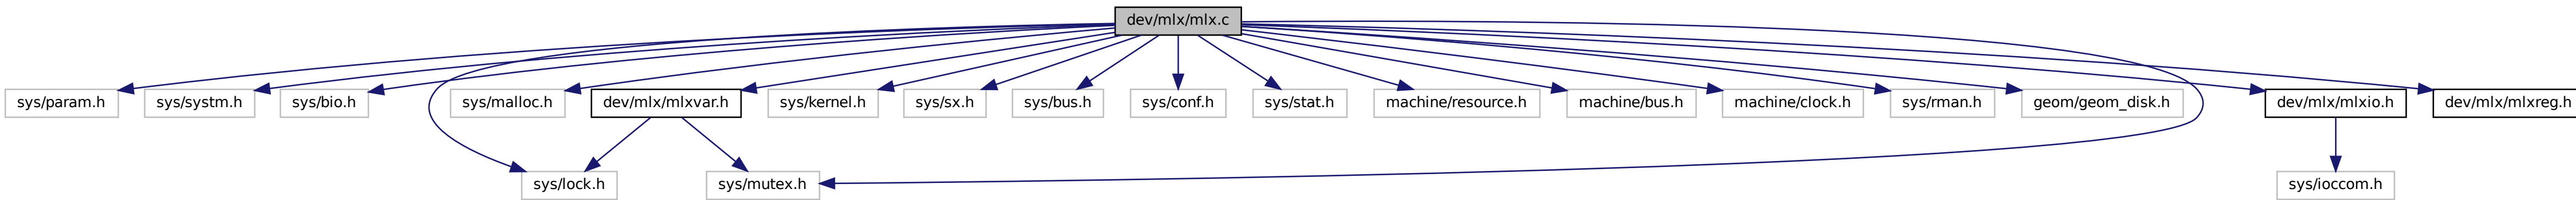 dev/mlx/mlx.c
sys/param.h
sys/systm.h
sys/bio.h
sys/malloc.h
dev/mlx/mlxvar.h
sys/kernel.h
sys/sx.h
sys/bus.h
sys/conf.h
sys/stat.h
machine/resource.h
machine/bus.h
machine/clock.h
sys/rman.h
geom/geom_disk.h
dev/mlx/mlxio.h
dev/mlx/mlxreg.h
sys/lock.h
sys/mutex.h
sys/ioccom.h